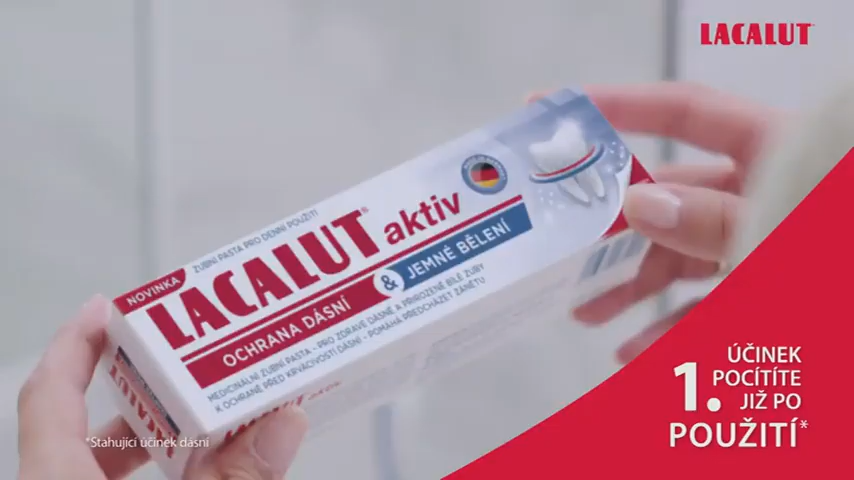 LACALUT
NOVINKA
ZUBNÍ PASTA PRO DENNÍ POUŽITÍ
LACALUT aktiv
OCHRANA DÁSNÍ & JEMNÉ BĚLENÍ
MEDICINÁLNÍ ZUBNÍ PASTA - PRO ZDRAVÉ DÁSNĚ A PŘIROZENĚ BÍLÉ ZUBY
K OCHRANĚ PŘED KRVÁCIVOSTÍ DÁSNÍ - POMÁHÁ PŘEDCHÁZET ZÁNĚTU
ÚČINEK
1. POCÍTÍTE
JIŽ PO
POUŽITÍ*
*Stahující účinek dásní